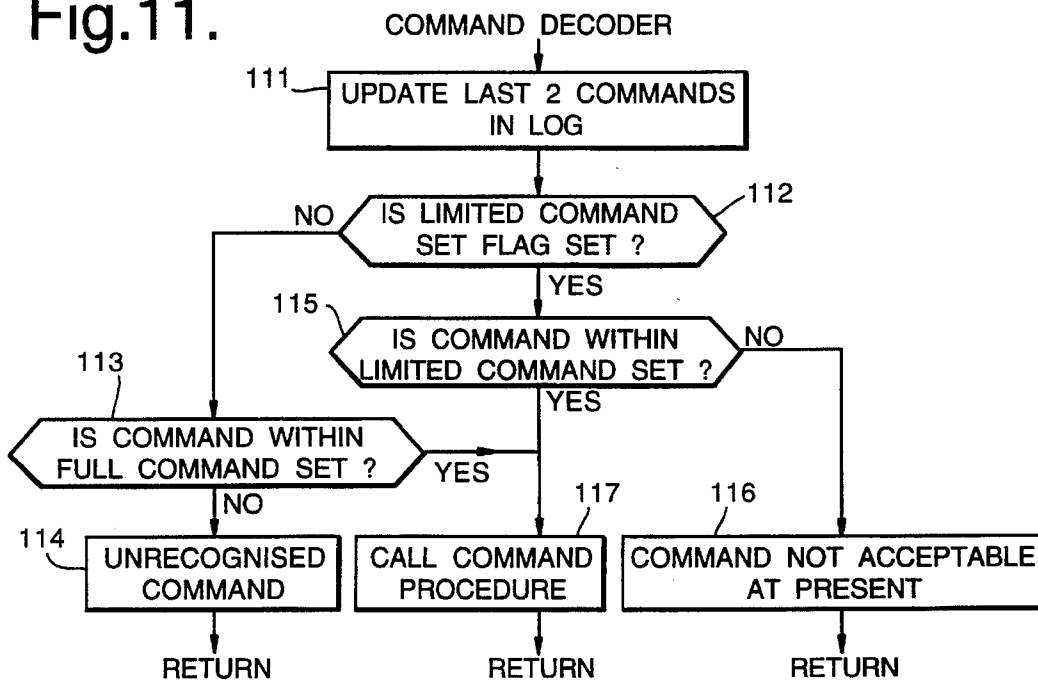 Fig.11.
COMMAND DECODER
111
UPDATE LAST 2 COMMANDS
IN LOG
112
NO
IS LIMITED COMMAND
SET FLAG SET ?
YES
115
IS COMMAND WITHIN
LIMITED COMMAND SET ?
NO
YES
113
IS COMMAND WITHIN
FULL COMMAND SET ?
YES
NO
114
UNRECOGNISED
COMMAND
117
CALL COMMAND
PROCEDURE
116
COMMAND NOT ACCEPTABLE
AT PRESENT
RETURN
RETURN
RETURN